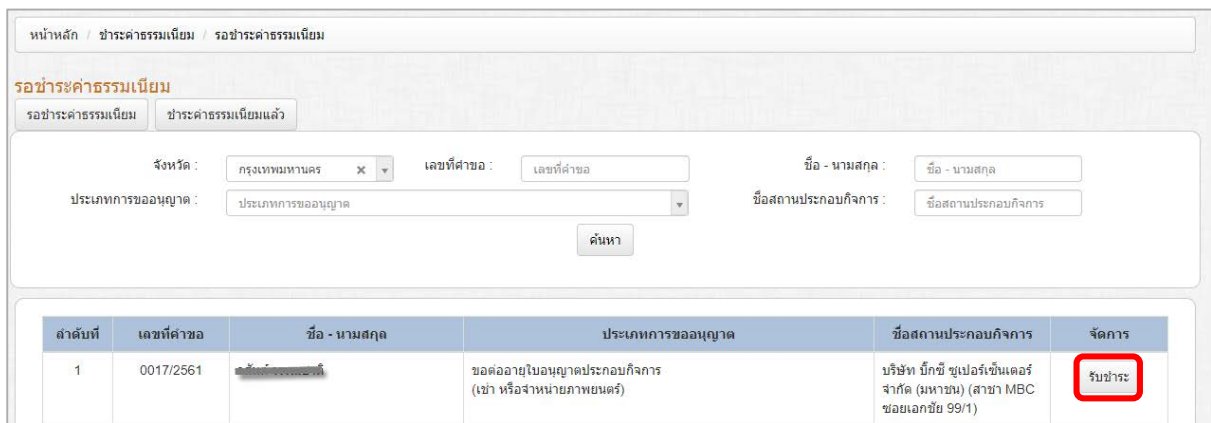 หน้าหลัก / ชำระค่าธรรมเนียม / รอชำระค่าธรรมเนียม
รอชำระค่าธรรมเนียม
รอชำระค่าธรรมเนียม ชำระค่าธรรมเนียมแล้ว
จังหวัด : กรุงเทพมหานคร × เลขที่คำขอ : เลขที่คำขอ ชื่อ - นามสกุล : ชื่อ - นามสกุล
ประเภทการขออนุญาต : ประเภทการขออนุญาต ชื่อสถานประกอบกิจการ : ชื่อสถานประกอบกิจการ
ค้นหา
ลำดับที่ เลขที่คำขอ ชื่อ - นามสกุล ประเภทการขออนุญาต ชื่อสถานประกอบกิจการ จัดการ
1 0017/2561 ขอต่ออายุใบอนุญาตประกอบกิจการ บริษัท บิ๊กซี ซูเปอร์เซ็นเตอร์ รับชำระ
(เช่า หรือจำหน่ายภาพยนตร์) จำกัด (มหาชน) (สาขา MBC
ซอยเอกชัย 99/1)